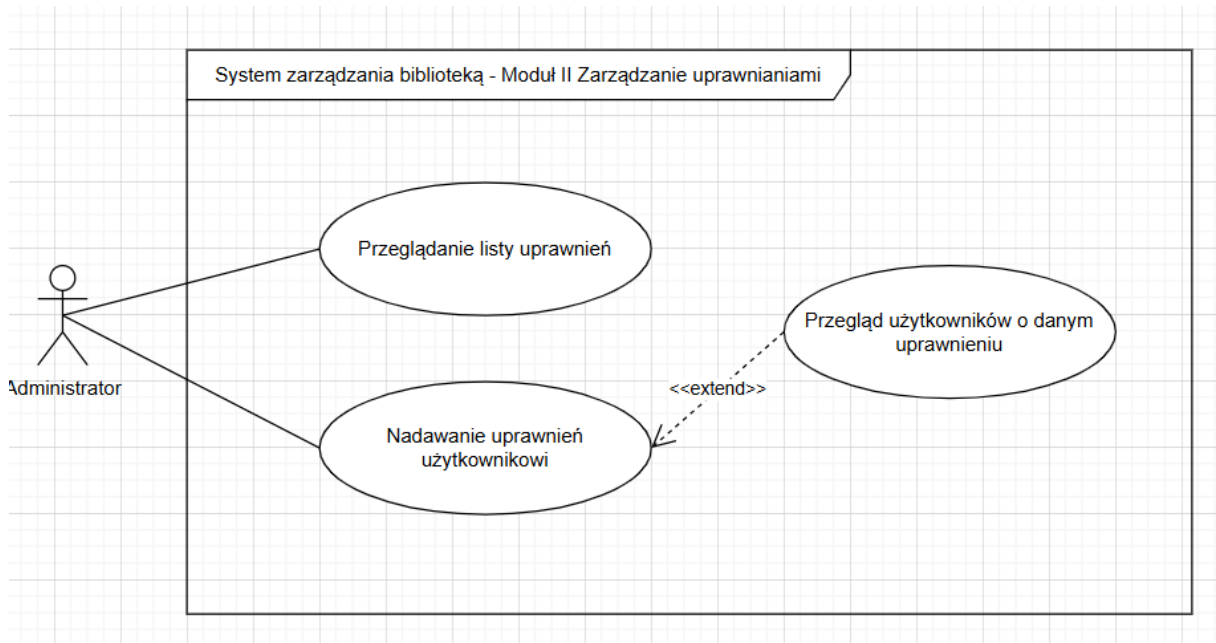 System zarządzania biblioteką - Moduł II Zarządzanie uprawnianiami
Przeglądanie listy uprawnień
Przegląd użytkowników o danym
uprawnieniu
<<extend>>
Administrator
Nadawanie uprawnień
użytkownikowi